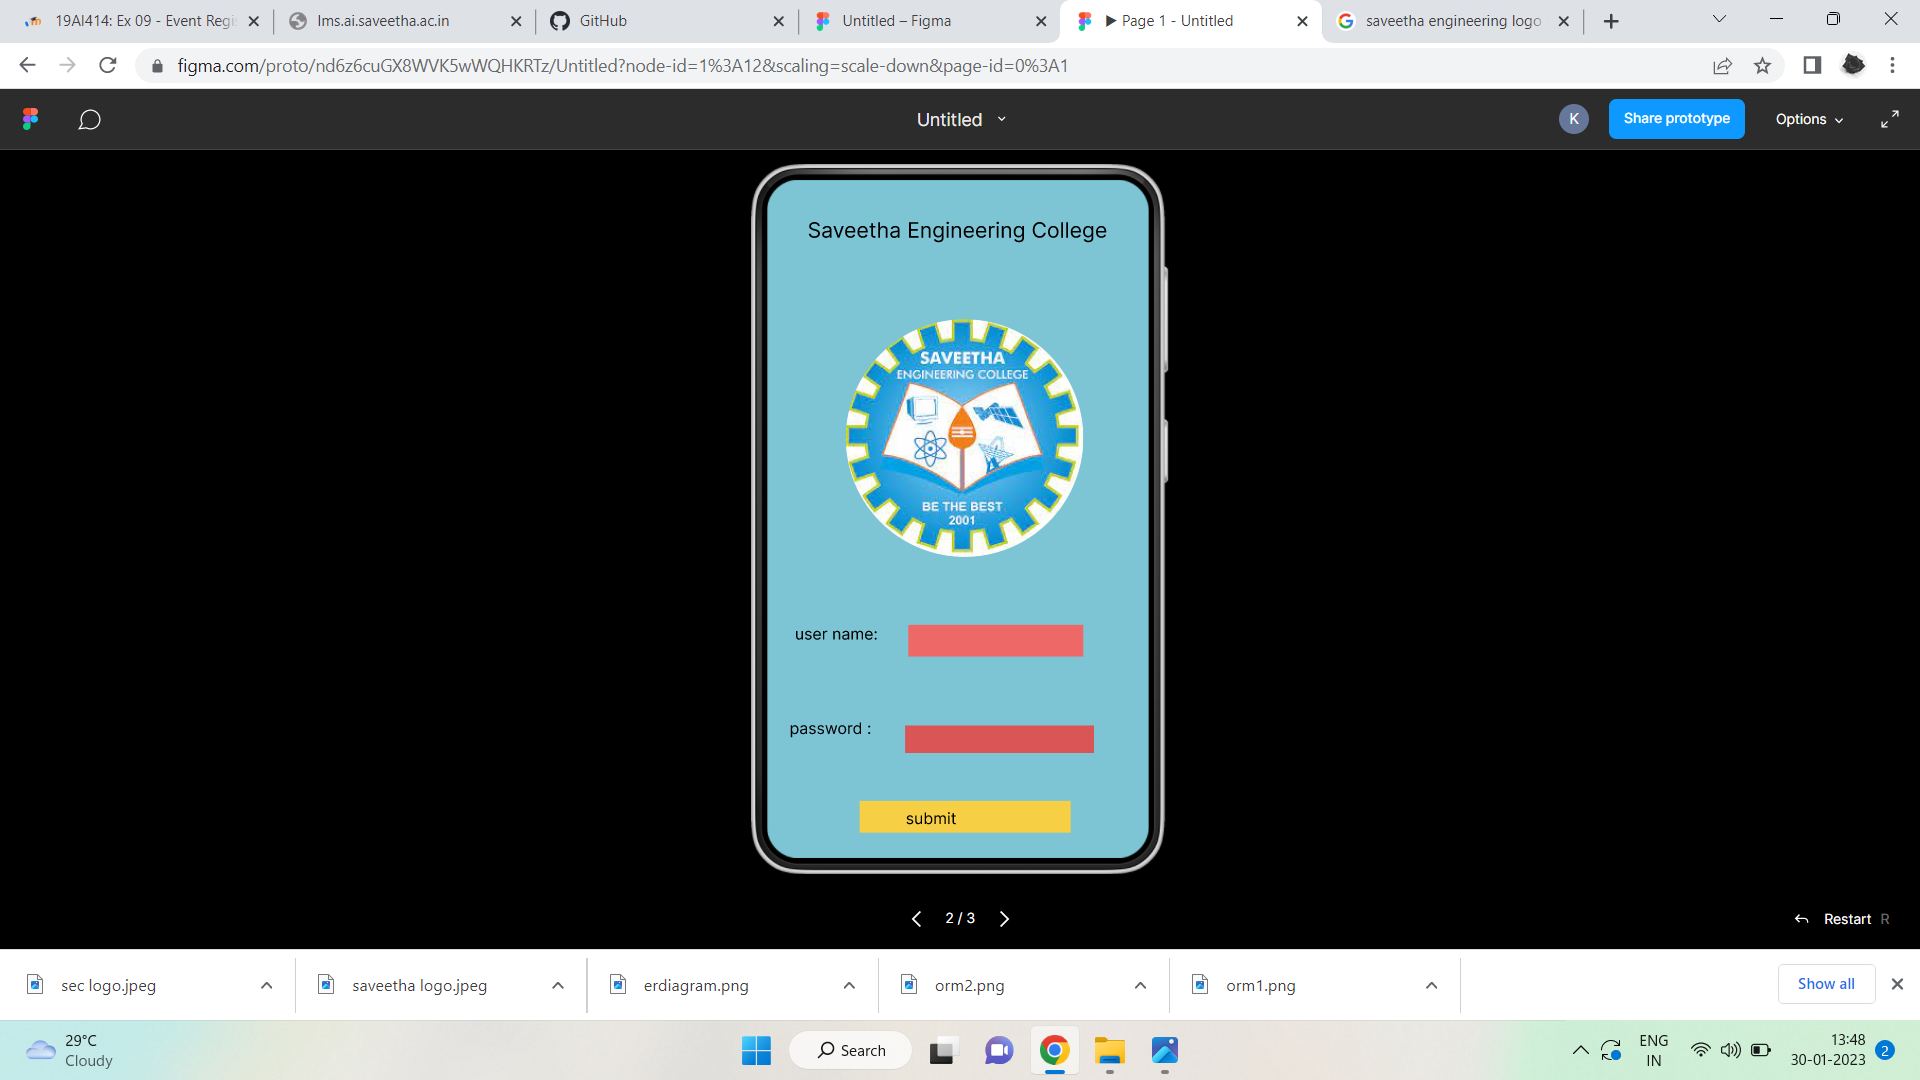 19AI414: Ex 09 - Event Regi
lms.ai.saveetha.ac.in
GitHub
Untitled – Figma
▶ Page 1 - Untitled
saveetha engineering logo
figma.com/proto/nd6z6cuGX8WVK5wWQHKRTz/Untitled?node-id=1%3A12&scaling=scale-down&page-id=0%3A1
Untitled
K
Share prototype
Options
Saveetha Engineering College
SAVEETHA
ENGINEERING COLLEGE
BE THE BEST
2001
user name:
password :
submit
2 / 3
Restart R
sec logo.jpeg
saveetha logo.jpeg
erdiagram.png
orm2.png
orm1.png
Show all
29°C
Cloudy
Search
ENG
IN
13:48
30-01-2023
2